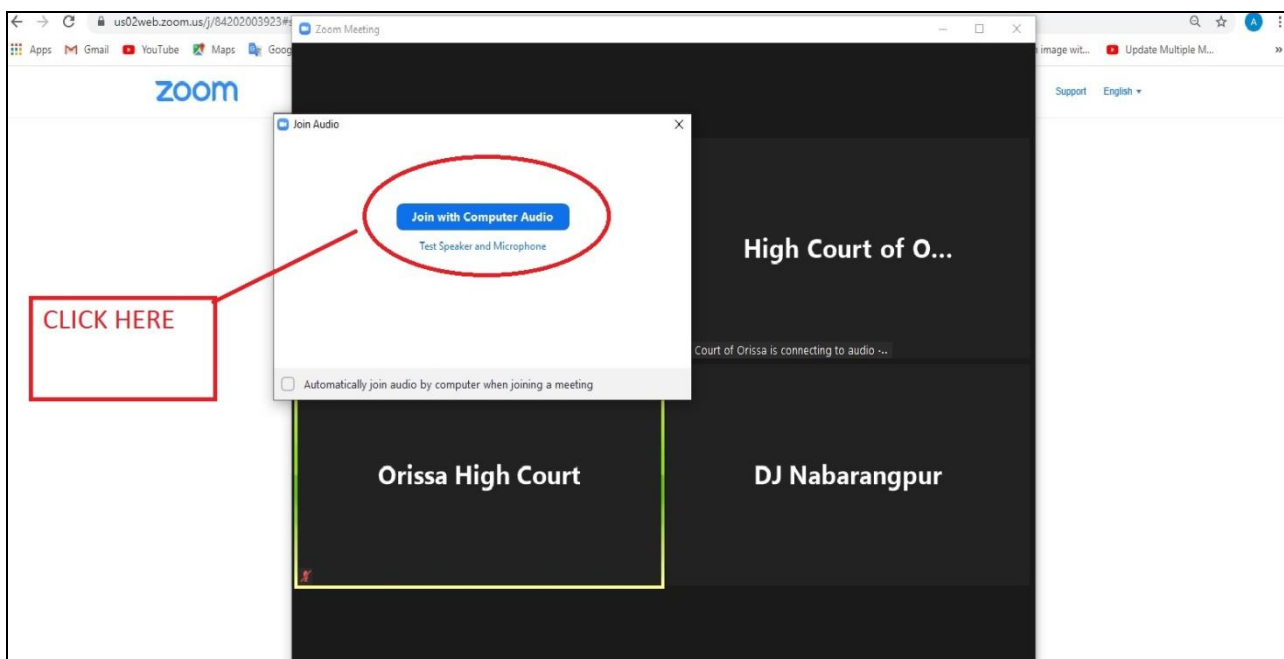 us02web.zoom.us/j/84202003923#s
Zoom Meeting
Apps Gmail YouTube Maps Goog
image wit... Update Multiple M... »
zoom
Support English
Join Audio
Join with Computer Audio
Test Speaker and Microphone
High Court of O...
CLICK HERE
Court of Orissa is connecting to audio ·..
Automatically join audio by computer when joining a meeting
Orissa High Court
DJ Nabarangpur
A